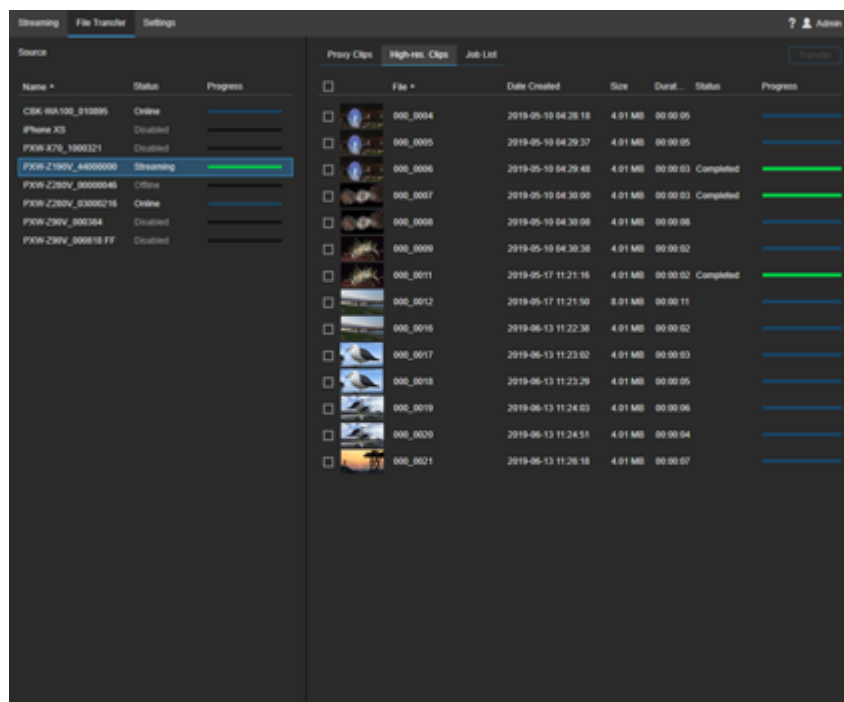 Streaming File Transfer Settings ? Admin
Source
Proxy Clips High-res. Clips Job List Transfer
Name Status Progress
File Date Created Size Durat... Status Progress
CBK-WA100_010895 Online
iPhone XS Disabled
PXW-X70_1000321 Disabled
PXW-Z190V_44000000 Streaming
PXW-Z280V_00000046 Offline
PXW-Z280V_03000216 Online
PXW-Z90V_000384 Disabled
PXW-Z90V_000818 FF Disabled
000_0004 2019-05-10 04:28:18 4.01 MB 00:00:05
000_0005 2019-05-10 04:29:37 4.01 MB 00:00:05
000_0006 2019-05-10 04:29:48 4.01 MB 00:00:03 Completed
000_0007 2019-05-10 04:30:00 4.01 MB 00:00:03 Completed
000_0008 2019-05-10 04:30:08 4.01 MB 00:00:08
000_0009 2019-05-10 04:30:38 4.01 MB 00:00:02
000_0011 2019-05-17 11:21:16 4.01 MB 00:00:02 Completed
000_0012 2019-05-17 11:21:50 8.01 MB 00:00:11
000_0016 2019-06-13 11:22:38 4.01 MB 00:00:02
000_0017 2019-06-13 11:23:02 4.01 MB 00:00:03
000_0018 2019-06-13 11:23:29 4.01 MB 00:00:05
000_0019 2019-06-13 11:24:03 4.01 MB 00:00:06
000_0020 2019-06-13 11:24:51 4.01 MB 00:00:04
000_0021 2019-06-13 11:26:18 4.01 MB 00:00:07